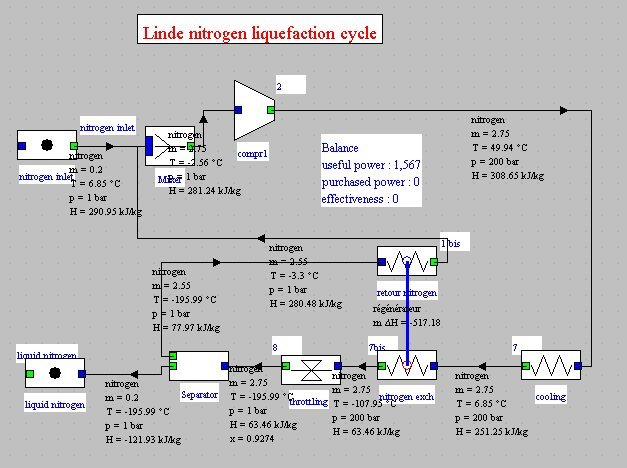 Linde nitrogen liquefaction cycle
2
nitrogen inlet
nitrogen inlet
nitrogen
m = 0.2
T = 6.85 °C
p = 1 bar
H = 290.95 kJ/kg
Mixer
nitrogen
m = 2.75
T = -2.56 °C
p = 1 bar
H = 281.24 kJ/kg
compr1
Balance
useful power : 1,567
purchased power : 0
effectiveness : 0
nitrogen
m = 2.75
T = 49.94 °C
p = 200 bar
H = 308.65 kJ/kg
1 bis
nitrogen
m = 2.55
T = -3.3 °C
p = 1 bar
H = 280.48 kJ/kg
retour nitrogen
régénérateur
m ΔH = -517.18
nitrogen
m = 2.55
T = -195.99 °C
p = 1 bar
H = 77.97 kJ/kg
liquid nitrogen
liquid nitrogen
nitrogen
m = 0.2
T = -195.99 °C
p = 1 bar
H = -121.93 kJ/kg
Separator
nitrogen
m = 2.75
T = -195.99 °C
p = 1 bar
H = 63.46 kJ/kg
x = 0.9274
8
throttling
nitrogen
m = 2.75
T = -107.95 °C
p = 200 bar
H = 63.46 kJ/kg
7bis
nitrogen exch
nitrogen
m = 2.75
T = 6.85 °C
p = 200 bar
H = 251.25 kJ/kg
7
cooling